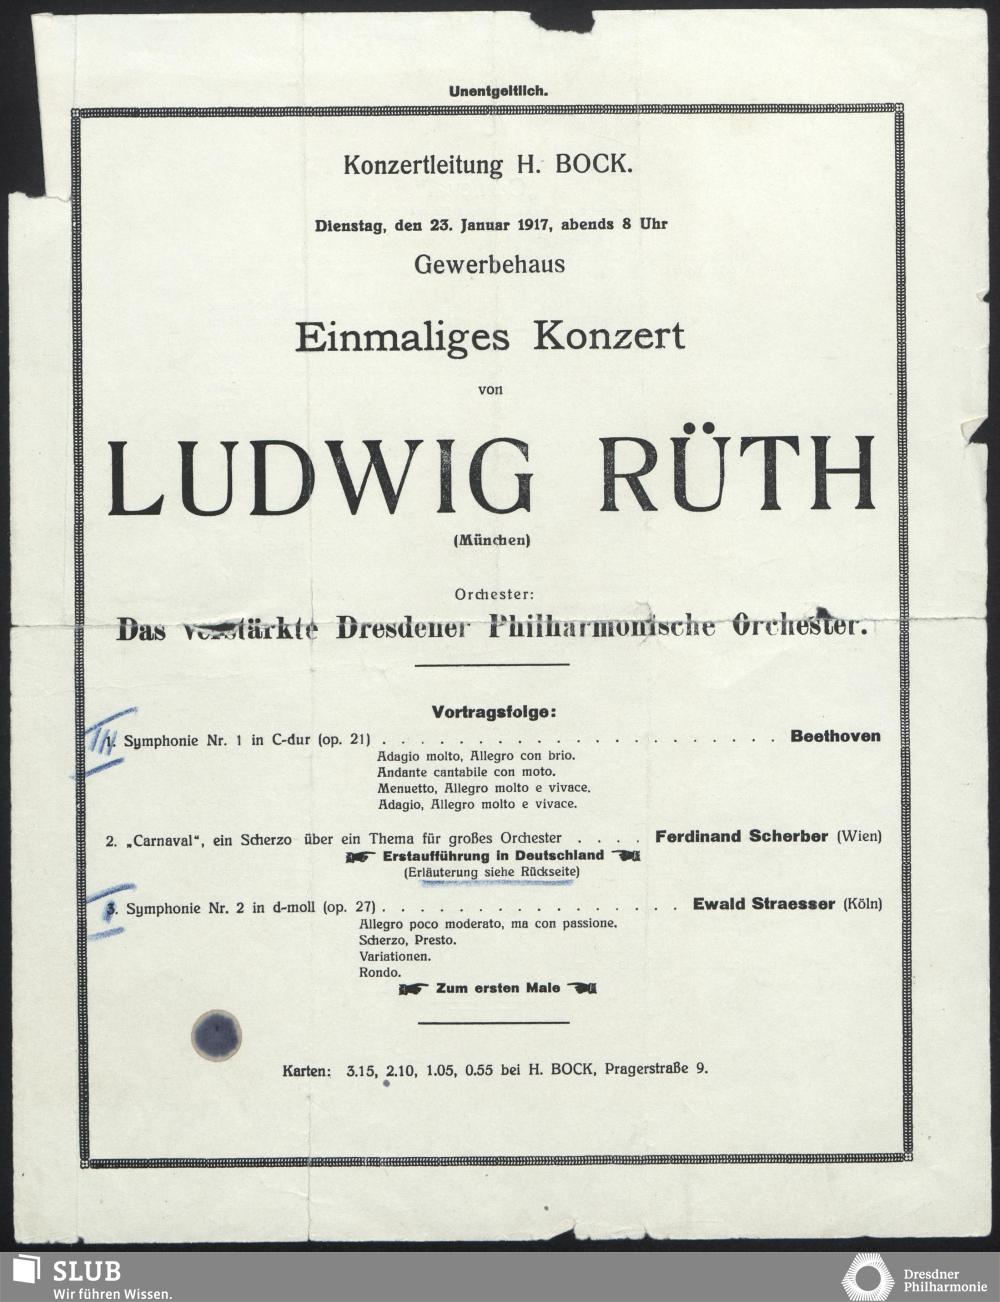 Unentgeltlich.
Konzertleitung H. BOCK.
Dienstag, den 23. Januar 1917, abends 8 Uhr
Gewerbehaus
Einmaliges Konzert
von
LUDWIG RÜTH
(München)
Orchester:
Das verstärkte Dresdener Philharmonische Orchester.
Vortragsfolge:
1. Symphonie Nr. 1 in C-dur (op. 21) . . . . . . . . . . . . . . . . . . . . . Beethoven
Adagio molto, Allegro con brio.
Andante cantabile con moto.
Menuetto, Allegro molto e vivace.
Adagio, Allegro molto e vivace.
2. „Carnaval“, ein Scherzo über ein Thema für großes Orchester . . . . Ferdinand Scherber (Wien)
Erstaufführung in Deutschland
(Erläuterung siehe Rückseite)
3. Symphonie Nr. 2 in d-moll (op. 27) . . . . . . . . . . . . . . . . Ewald Straesser (Köln)
Allegro poco moderato, ma con passione.
Scherzo, Presto.
Variationen.
Rondo.
Zum ersten Male
Karten: 3.15, 2.10, 1.05, 0.55 bei H. BOCK, Pragerstraße 9.
SLUB
Wir führen Wissen.
Dresdner
Philharmonie